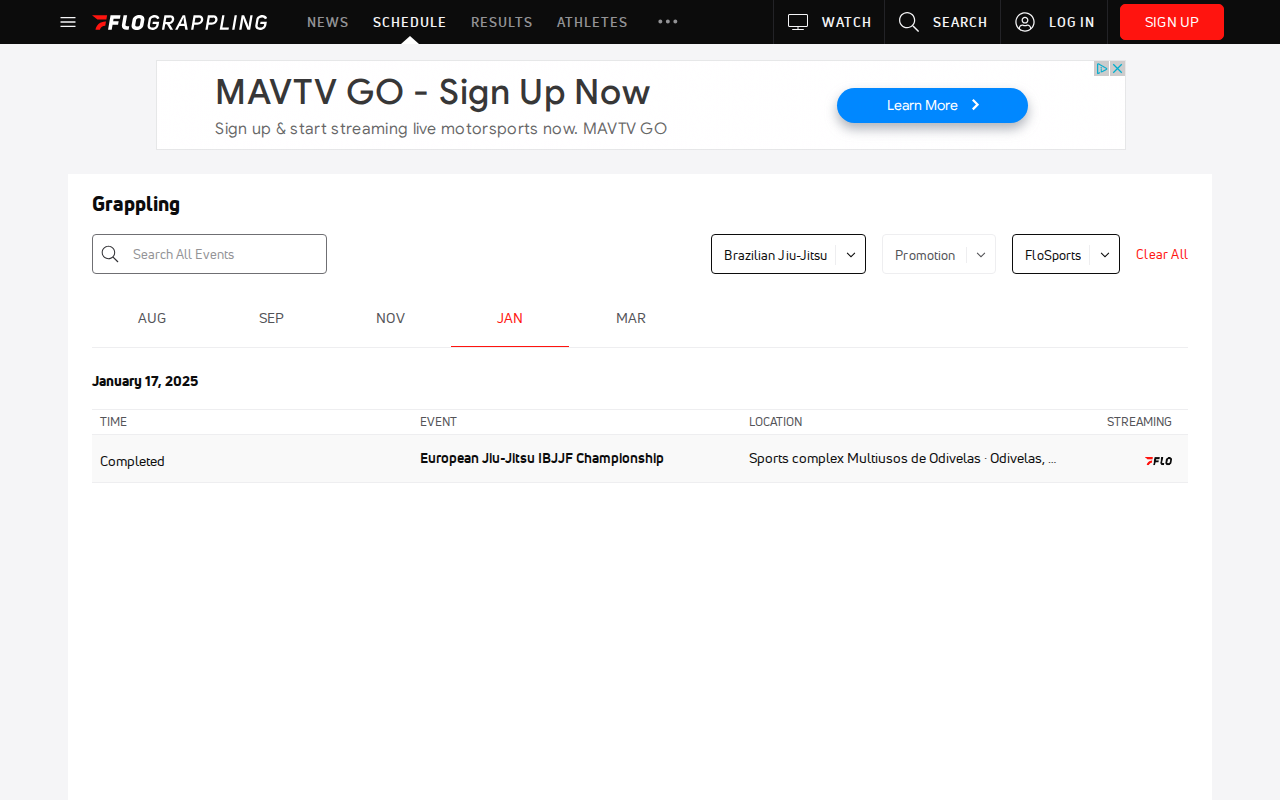 FLOGRAPPLING NEWS SCHEDULE RESULTS ATHLETES WATCH SEARCH LOG IN SIGN UP
MAVTV GO - Sign Up Now
Sign up & start streaming live motorsports now. MAVTV GO
Learn More
Grappling
Search All Events Brazilian Jiu-Jitsu Promotion FloSports Clear All
AUG SEP NOV JAN MAR
January 17, 2025
TIME EVENT LOCATION STREAMING
Completed European Jiu-Jitsu IBJJF Championship Sports complex Multiusos de Odivelas · Odivelas, ... FLO